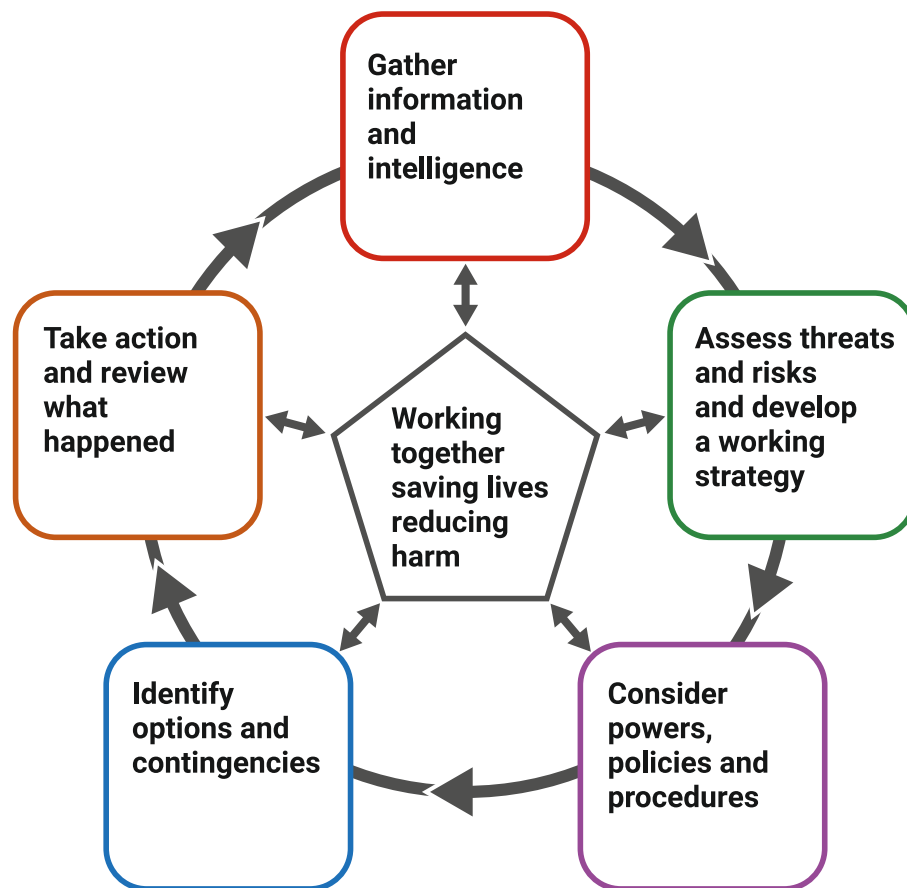 Gather
information
and
intelligence
Assess threats
and risks
and develop
a working
strategy
Consider
powers,
policies and
procedures
Identify
options and
contingencies
Take action
and review
what
happened
Working
together
saving lives
reducing
harm